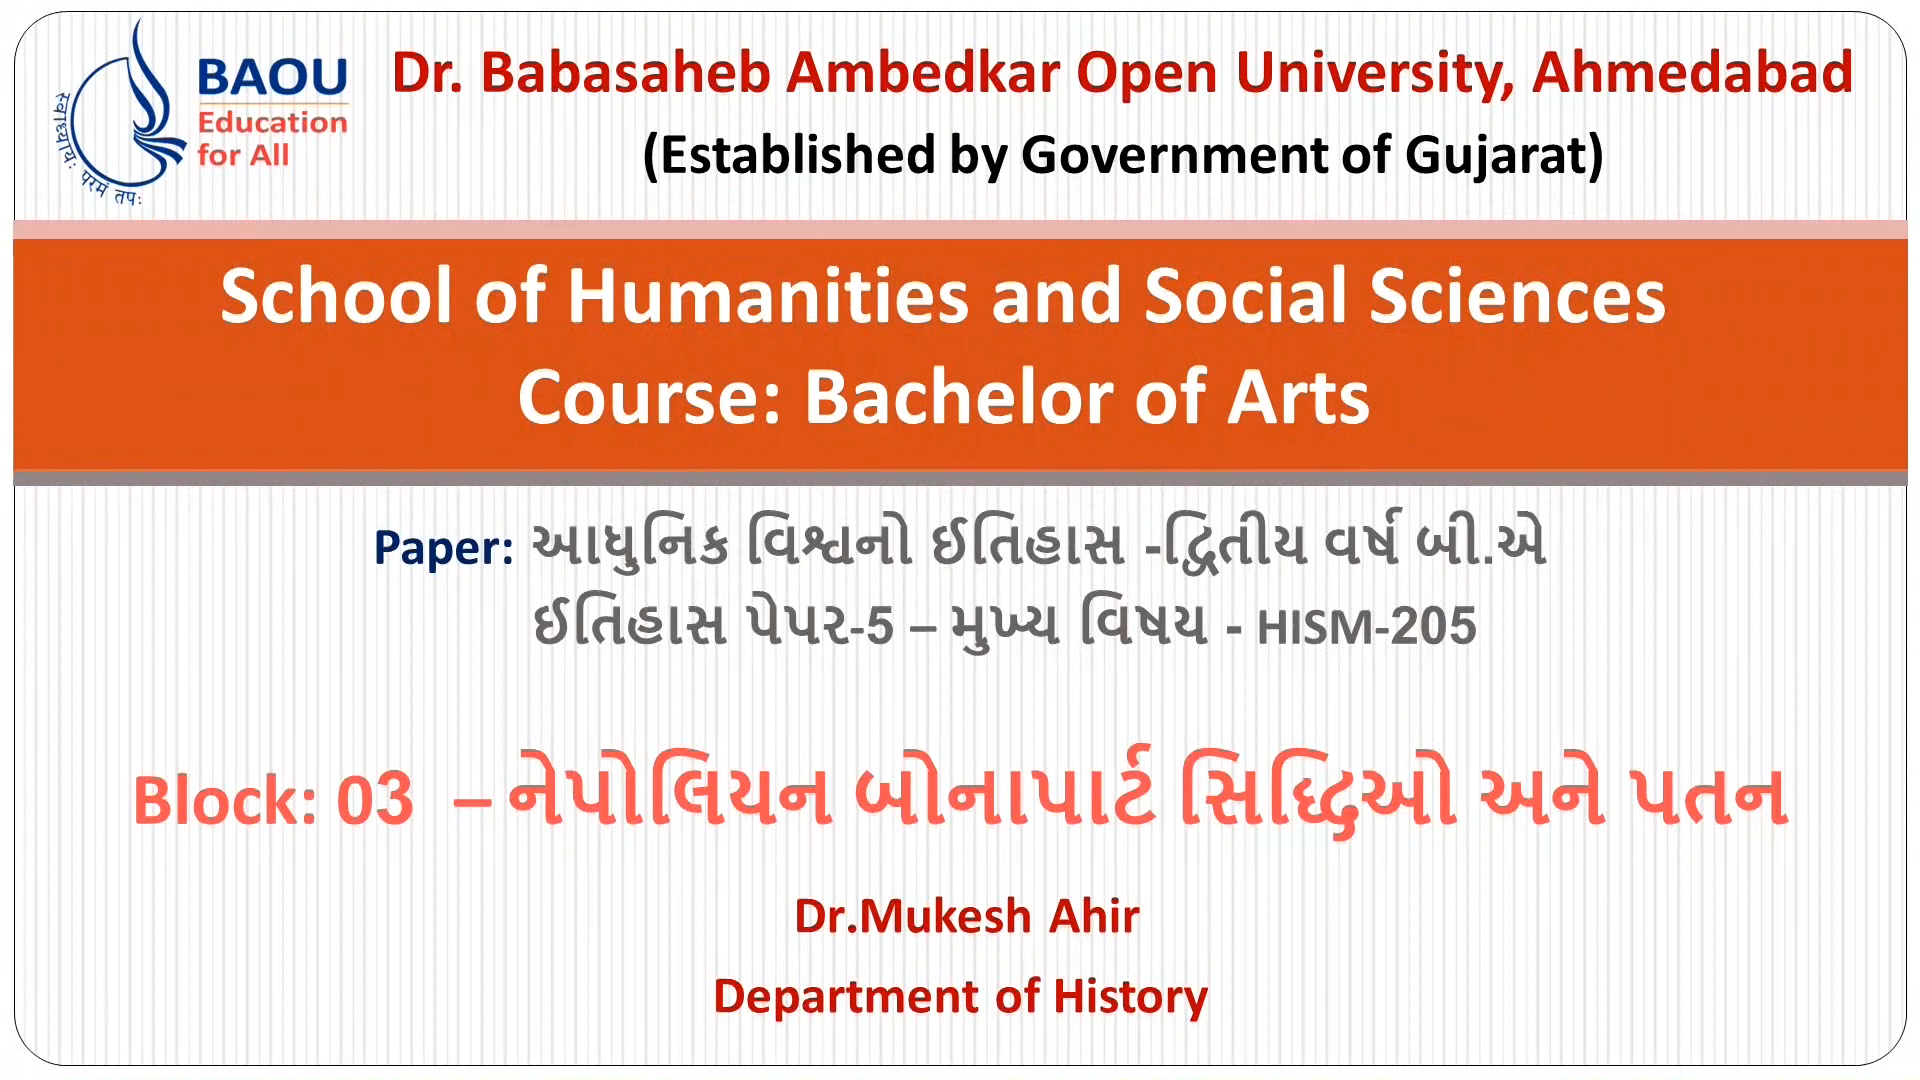 BAOU
Education
for All
स्वाध्यायः परमं तपः
Dr. Babasaheb Ambedkar Open University, Ahmedabad
(Established by Government of Gujarat)
School of Humanities and Social Sciences
Course: Bachelor of Arts
Paper: આધુનિક વિશ્વનો ઈતિહાસ -દ્વિતીય વર્ષ બી.એ
ઈતિહાસ પેપર-5 – મુખ્ય વિષય - HISM-205
Block: 03 – નેપોલિયન બોનાપાર્ટ સિધ્ધિઓ અને પતન
Dr.Mukesh Ahir
Department of History